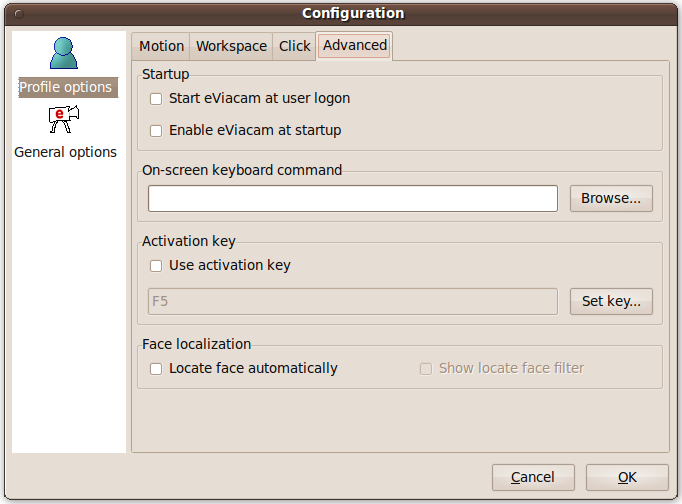 Configuration
Profile options
e
General options
Motion Workspace Click Advanced
Startup
Start eViacam at user logon
Enable eViacam at startup
On-screen keyboard command
Browse...
Activation key
Use activation key
F5 Set key...
Face localization
Locate face automatically Show locate face filter
Cancel OK